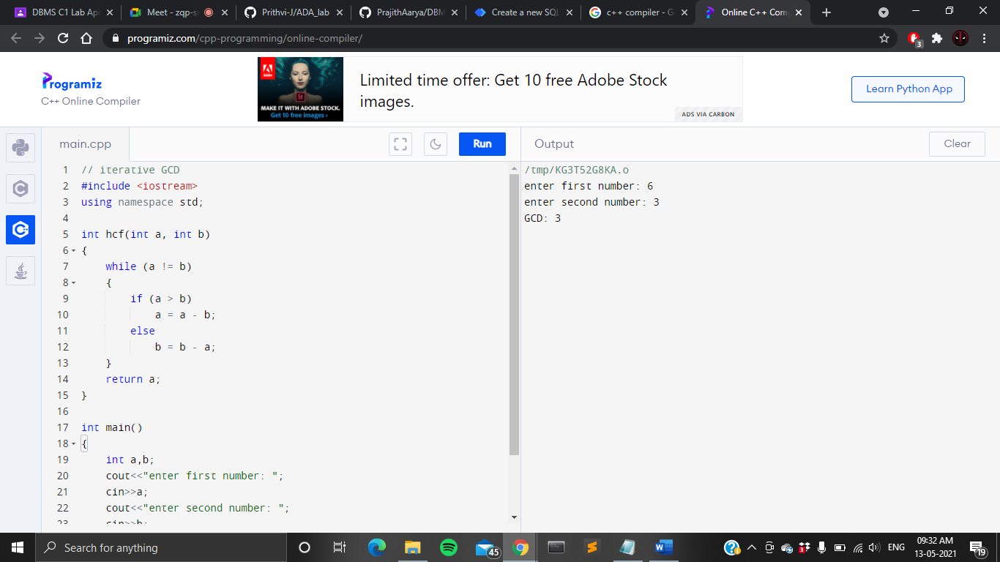 DBMS C1 Lab Ap
Meet - zqp-s
Prithvi-J/ADA_lab
PrajithAarya/DBM
Create a new SQL
c++ compiler - G
Online C++ Com
programiz.com/cpp-programming/online-compiler/
3
Programiz
C++ Online Compiler
Adobe
St
MAKE IT WITH ADOBE STOCK.
Get 10 free images ›
Limited time offer: Get 10 free Adobe Stock
images.
ADS VIA CARBON
Learn Python App
main.cpp
Run
Output
Clear
1 // iterative GCD
2 #include <iostream>
3 using namespace std;
4
5 int hcf(int a, int b)
6 {
7 while (a != b)
8 {
9 if (a > b)
10 a = a - b;
11 else
12 b = b - a;
13 }
14 return a;
15 }
16
17 int main()
18 {
19 int a,b;
20 cout<<"enter first number: ";
21 cin>>a;
22 cout<<"enter second number: ";
23 cin>>b;
/tmp/KG3T52G8KA.o
enter first number: 6
enter second number: 3
GCD: 3
Search for anything
45
3
ENG
09:32 AM
13-05-2021
19